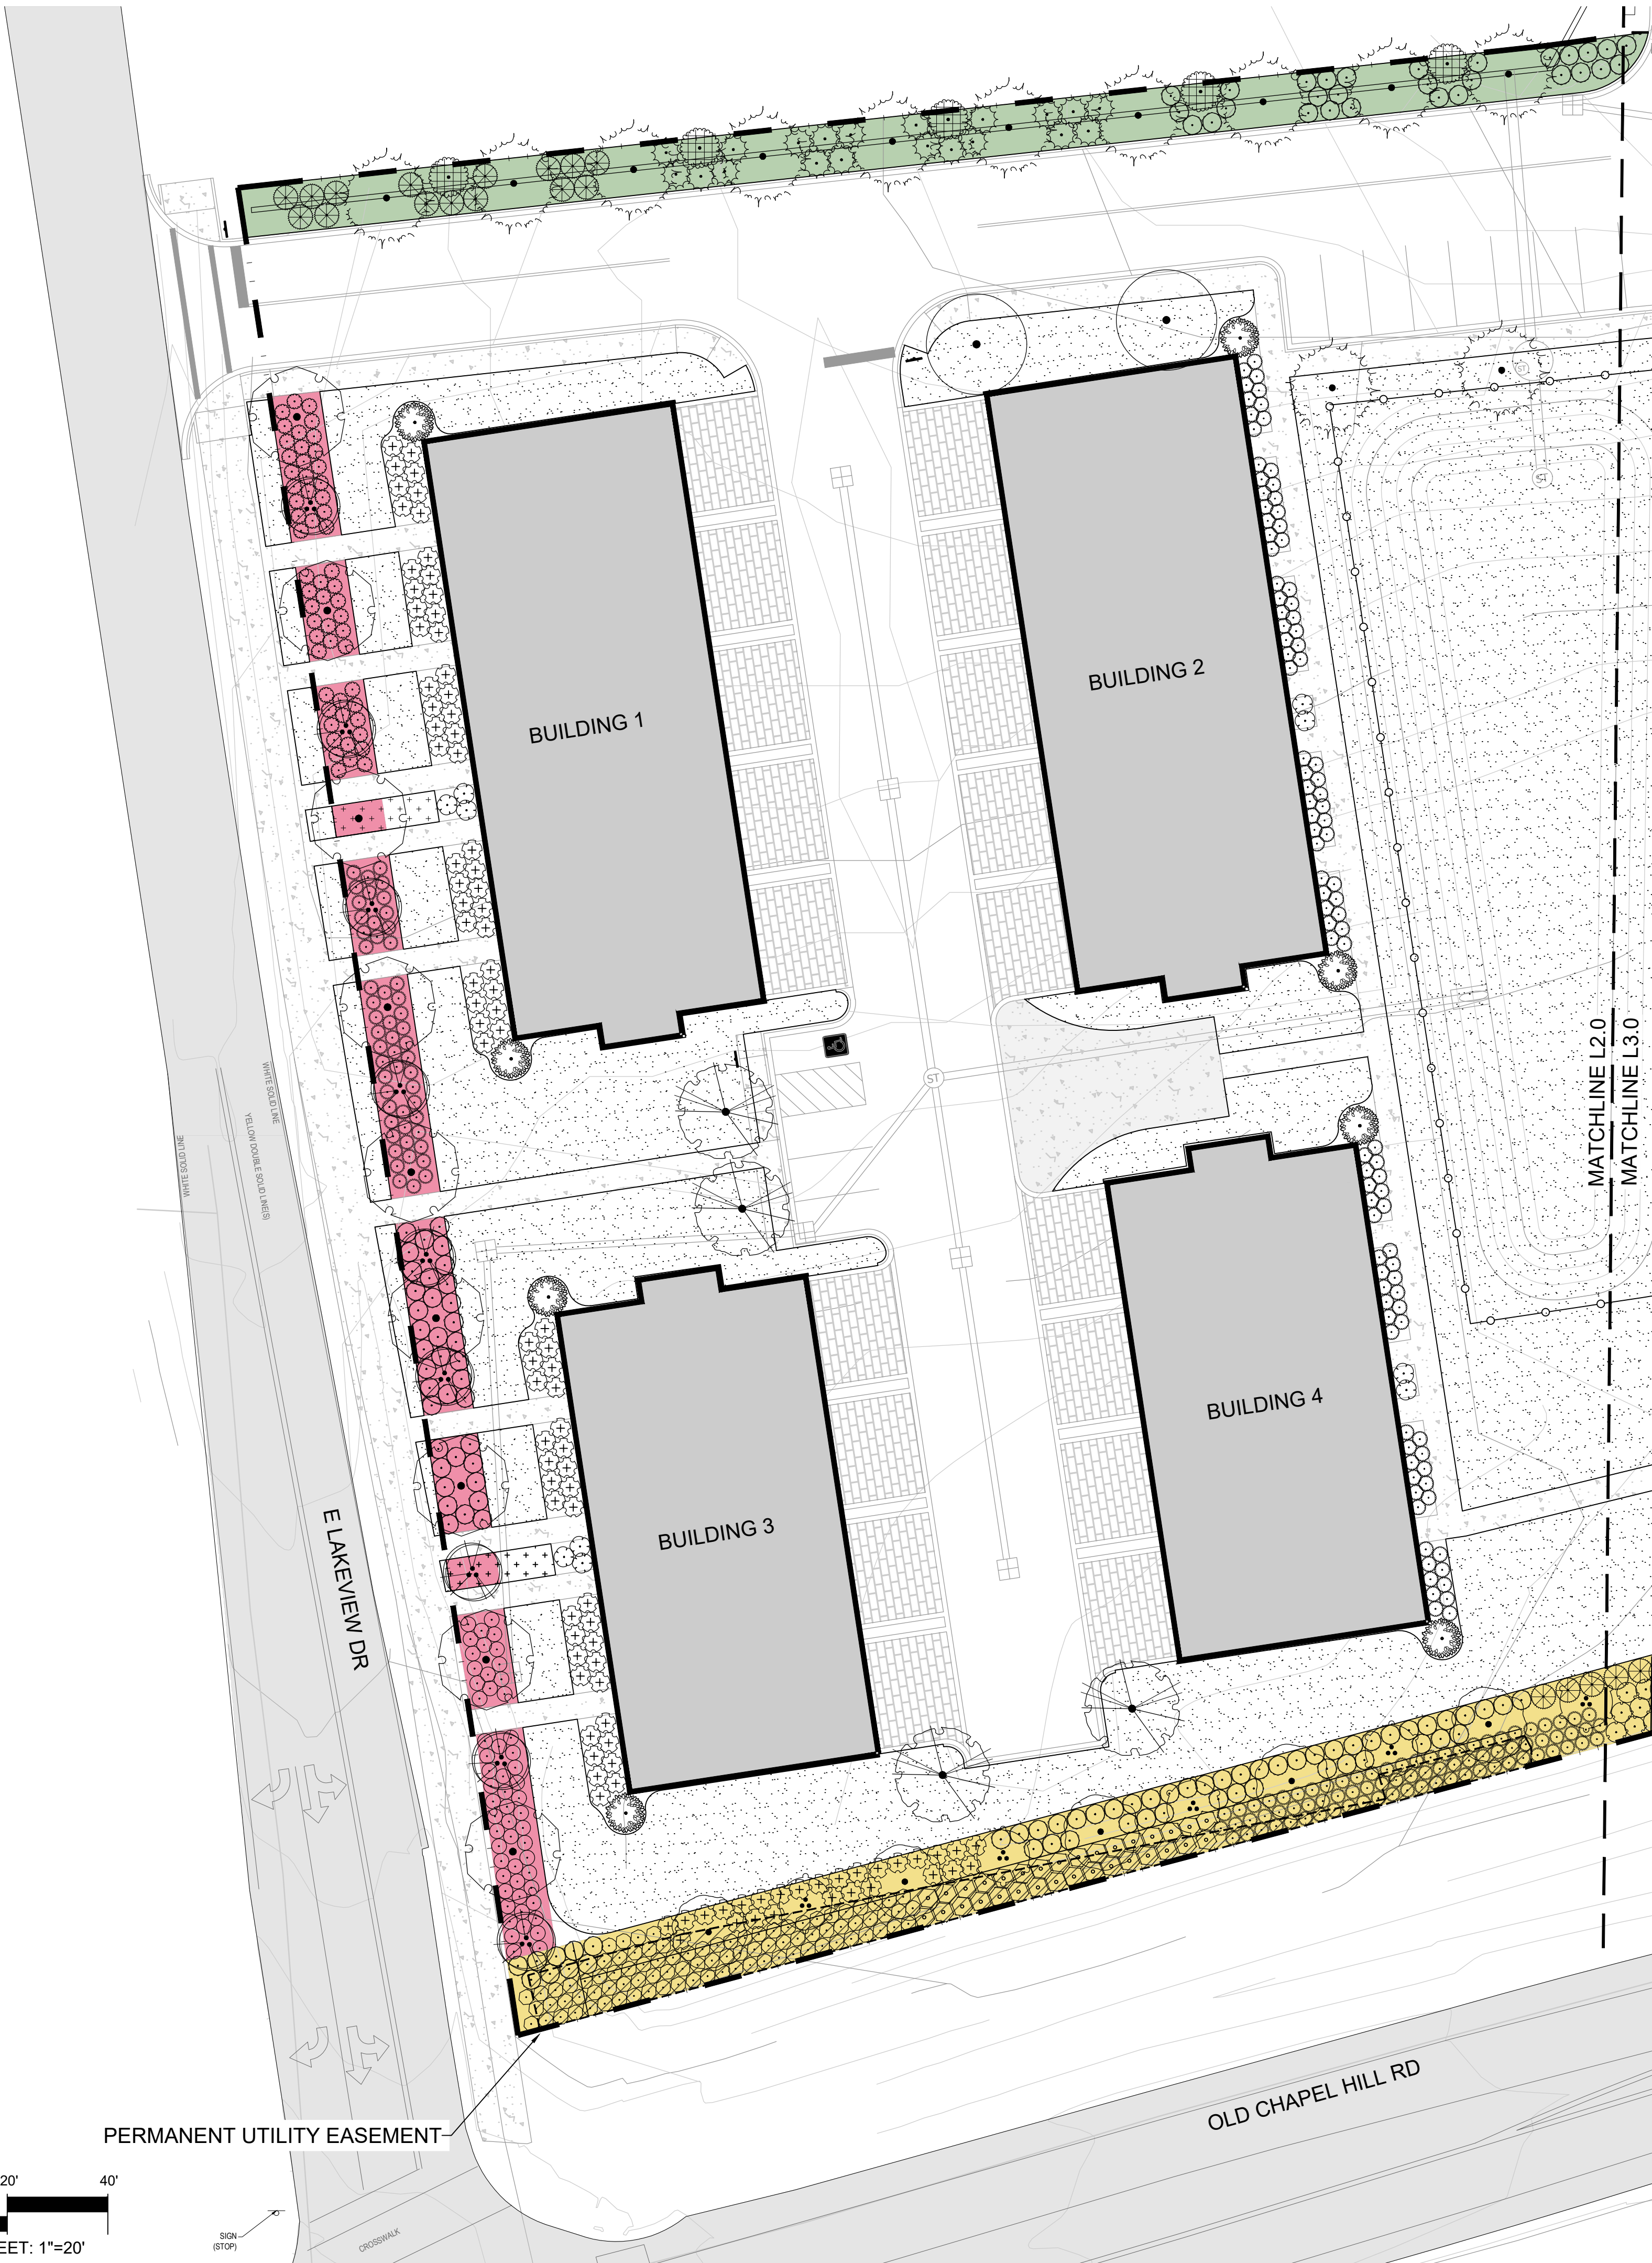 ST
ST
BUILDING 2
BUILDING 1
MATCHLINE L2.0
MATCHLINE L3.0
WHITE SOLID LINE
YELLOW DOUBLE SOLID LINE(S)
WHITE SOLID LINE
ST
BUILDING 4
BUILDING 3
E LAKEVIEW DR
OLD CHAPEL HILL RD
PERMANENT UTILITY EASEMENT
20' 40'
SIGN
(STOP)
CROSSWALK
EET: 1"=20'